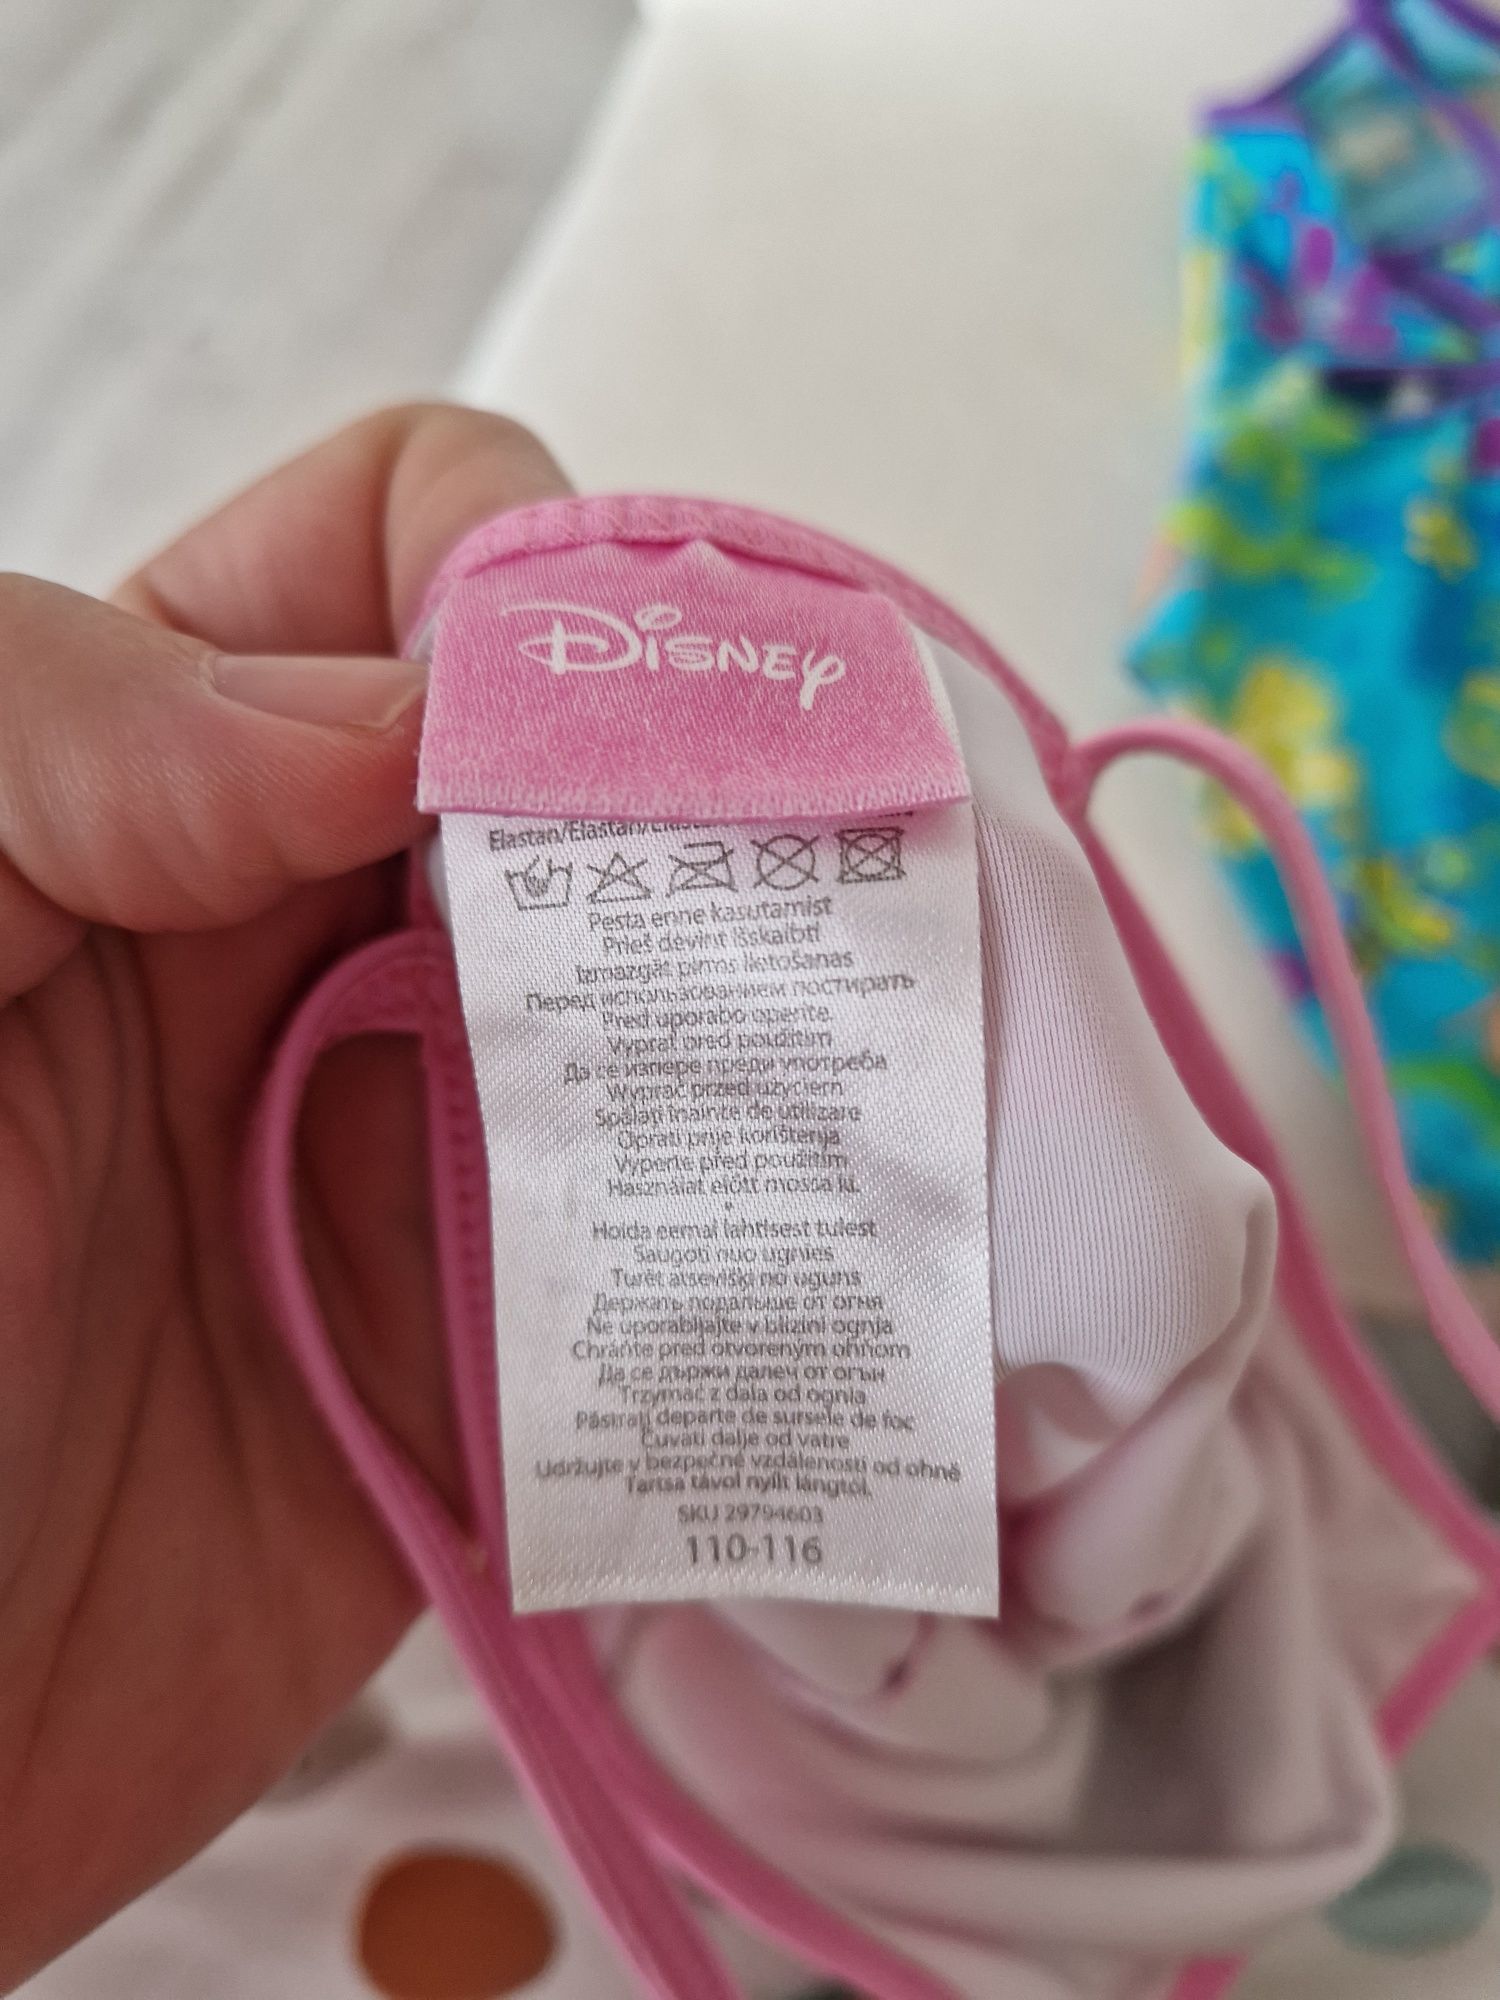 Disney
Elastan/Elastan/
Pesta enne kasutamist
Prieš devint išskalbti
Izmazgāt pirms lietošanas
Перед использованием постирать
Pred uporabo operite.
Vyprať pred použitím
Да се изпере преди употреба
Wyprać przed użyciem
Spălați înainte de utilizare
Oprati prije korištenja
Vyperte před použitím
Használat előtt mossa ki.
•
Hoida eemal lahtisest tulest
Saugoti nuo ugnies
Turēt atsevišķi no uguns
Держать подальше от огня
Ne uporabljajte v blizini ognja
Chráňte pred otvoreným ohňom
Да се държи далеч от огън
Trzymać z dala od ognia
Păstrați departe de sursele de foc
Čuvati dalje od vatre
Udržujte v bezpečné vzdálenosti od ohně
Tartsa távol nyílt lángtól.
SKU 29794603
110-116